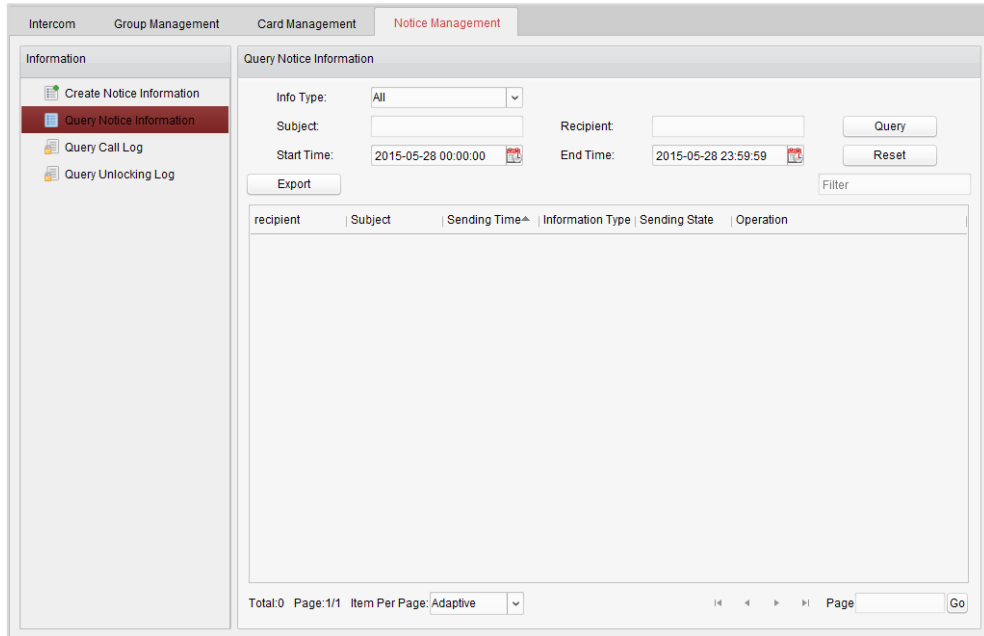 Intercom Group Management Card Management Notice Management
Information
Create Notice Information
Query Notice Information
Query Call Log
Query Unlocking Log
Query Notice Information
Info Type: All
Subject: Recipient: Query
Start Time: 2015-05-28 00:00:00 End Time: 2015-05-28 23:59:59 Reset
Export Filter
recipient Subject Sending Time Information Type Sending State Operation
Total:0 Page:1/1 Item Per Page: Adaptive Page Go